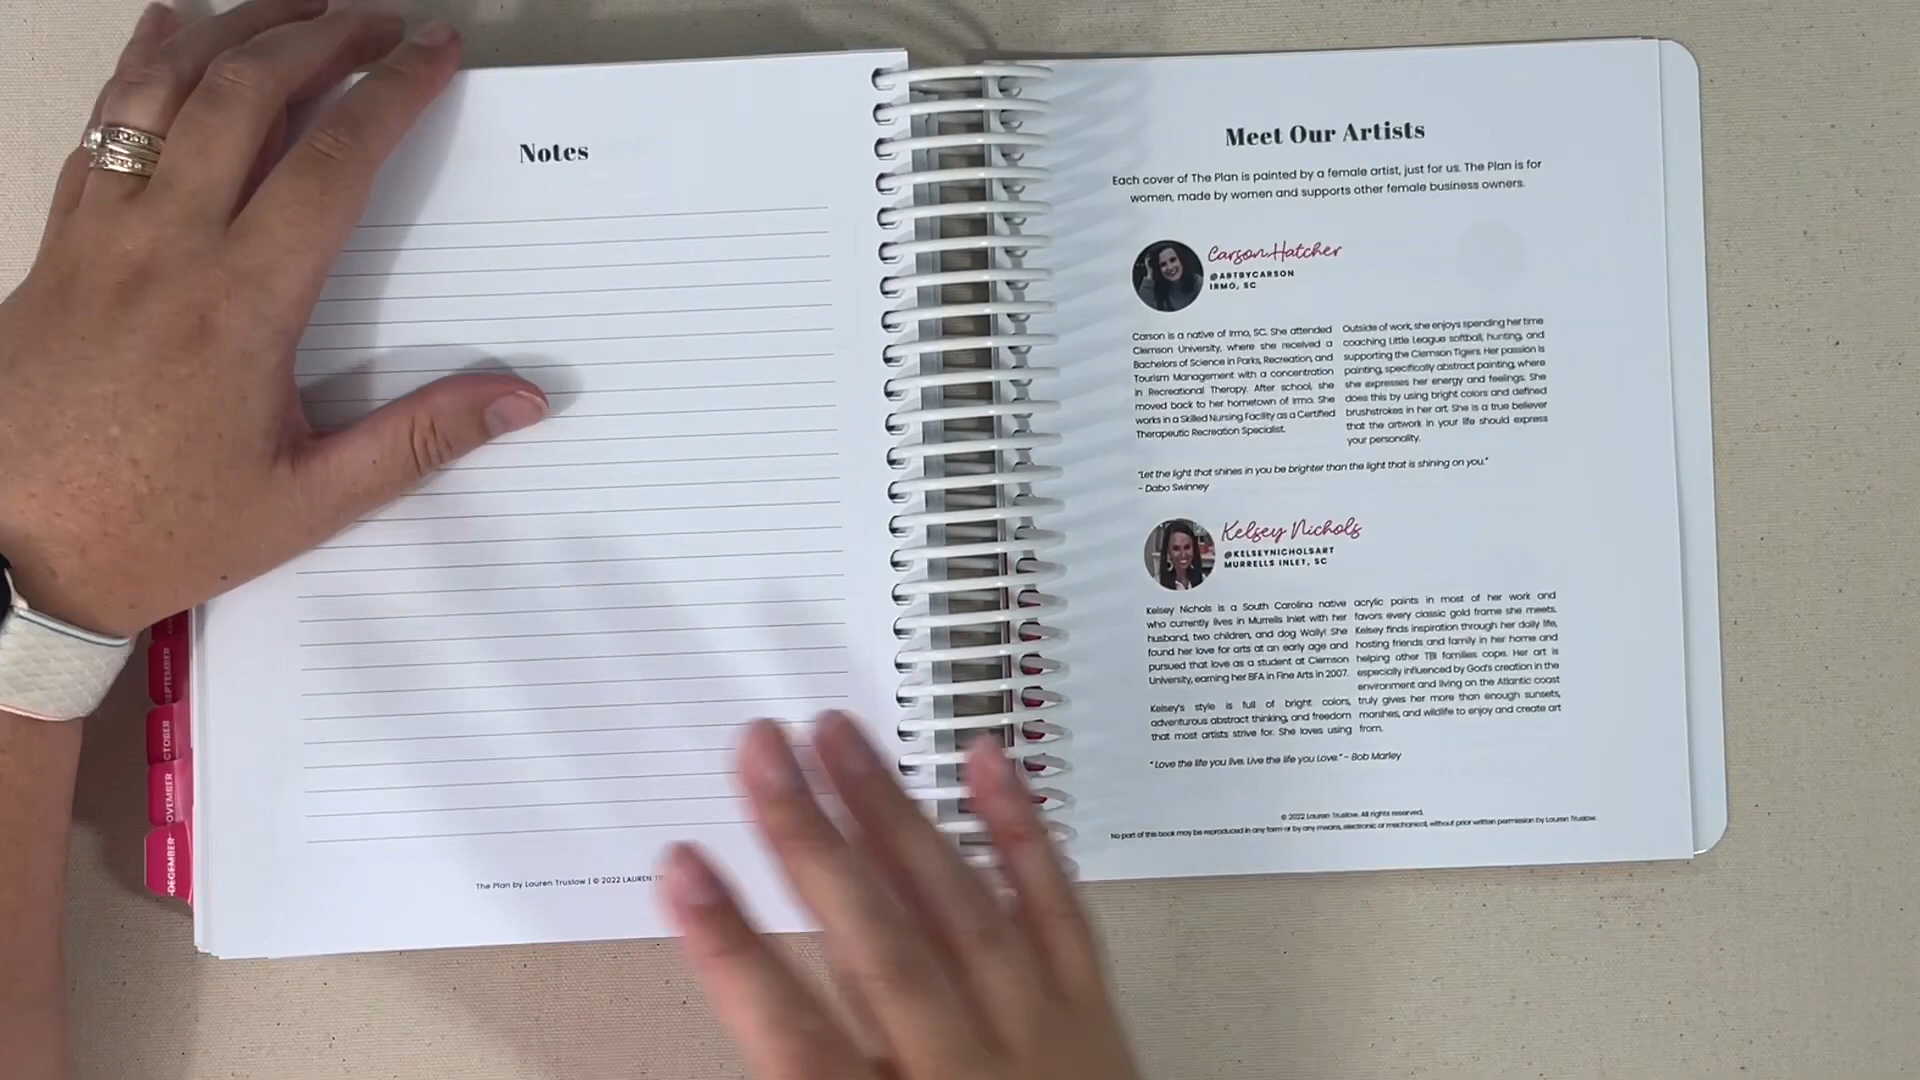 Notes
The Plan by Lauren Truslow | © 2022 LAUREN
SEPTEMBER
OCTOBER
NOVEMBER
DECEMBER
Meet Our Artists
Each cover of The Plan is painted by a female artist, just for us. The Plan is for
women, made by women and supports other female business owners.
Carson Hatcher
@ARTBYCARSON
IRMO, SC
Carson is a native of Irmo, SC. She attended
Clemson University, where she received a
Bachelors of Science in Parks, Recreation, and
Tourism Management with a concentration
in Recreational Therapy. After school, she
moved back to her hometown of Irmo. She
works in a Skilled Nursing Facility as a Certified
Therapeutic Recreation Specialist.
Outside of work, she enjoys spending her time
coaching Little League softball, hunting, and
supporting the Clemson Tigers. Her passion is
painting, specifically abstract painting, where
she expresses her energy and feelings. She
does this by using bright colors and defined
brushstrokes in her art. She is a true believer
that the artwork in your life should express
your personality.
"Let the light that shines in you be brighter than the light that is shining on you."
- Dabo Swinney
Kelsey Nichols
@KELSEYNICHOLSART
MURRELLS INLET, SC
Kelsey Nichols is a South Carolina native
who currently lives in Murrells Inlet with her
husband, two children, and dog Wally! She
found her love for arts at an early age and
pursued that love as a student at Clemson
University, earning her BFA in Fine Arts in 2007.
Kelsey's style is full of bright colors,
adventurous abstract thinking, and freedom
that most artists strive for. She loves using
acrylic paints in most of her work and
favors every classic gold frame she meets.
Kelsey finds inspiration through her daily life,
hosting friends and family in her home and
helping other TBI families cope. Her art is
especially influenced by God's creation in the
environment and living on the Atlantic coast
truly gives her more than enough sunsets,
marshes, and wildlife to enjoy and create art
from.
"Love the life you live. Live the life you Love." - Bob Marley
© 2022 Lauren Truslow. All rights reserved.
No part of this book may be reproduced in any form or by any means, electronic or mechanical, without prior written permission by Lauren Truslow.